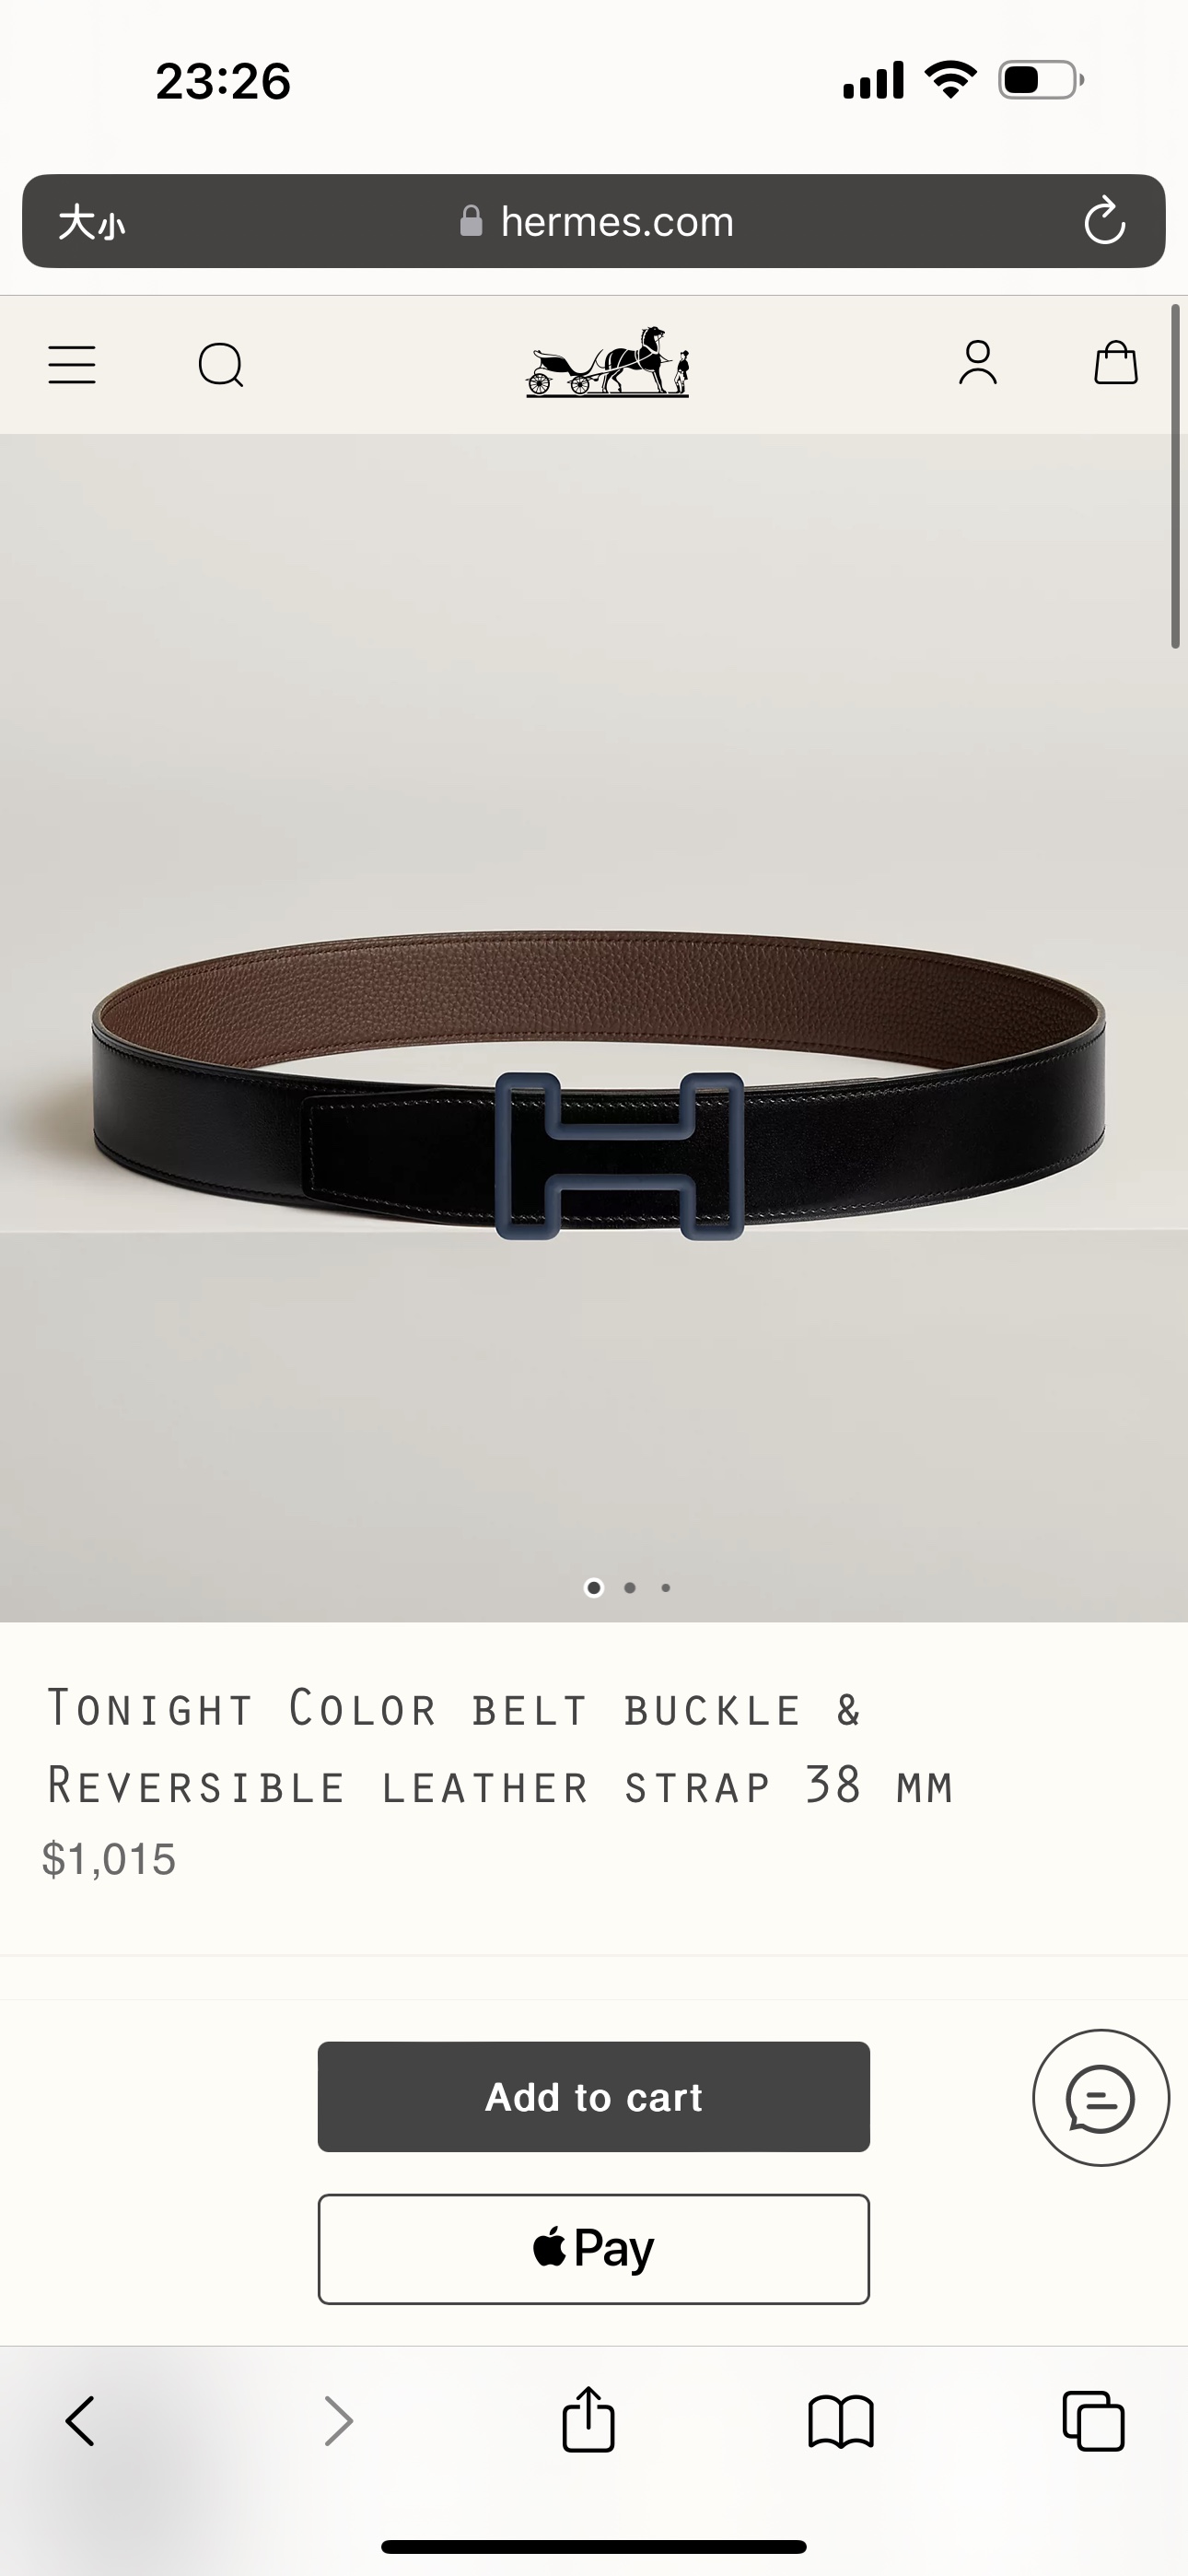 23:26
大小
hermes.com
Tonight Color belt buckle &
Reversible leather strap 38 mm
$1,015
Add to cart
Pay